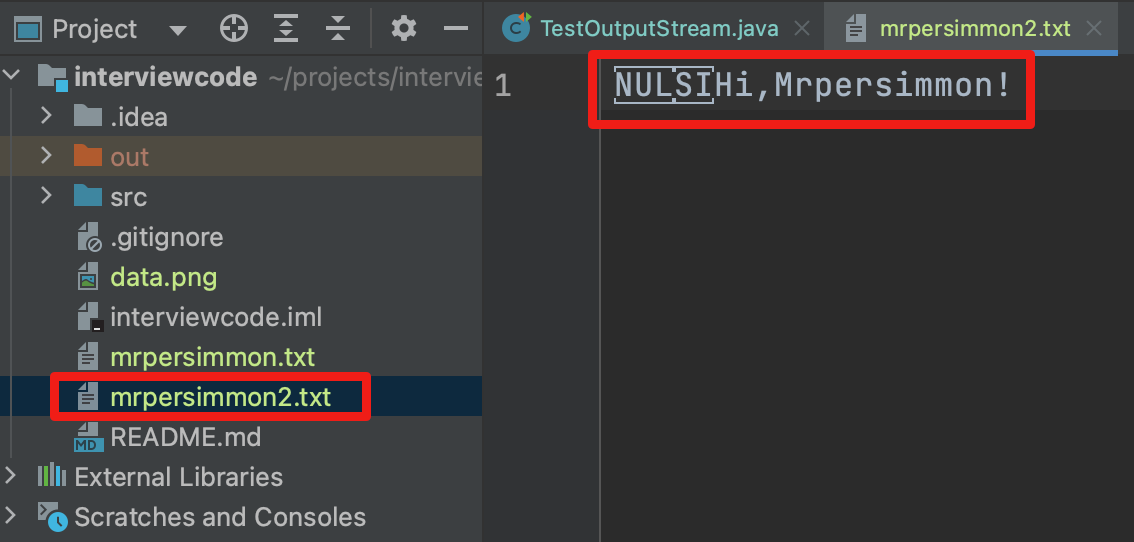 Project
TestOutputStream.java
mrpersimmon2.txt
interviewcode ~/projects/intervie
.idea
out
src
.gitignore
data.png
interviewcode.iml
mrpersimmon.txt
mrpersimmon2.txt
MD README.md
External Libraries
Scratches and Consoles
1 NULSIHi,Mrpersimmon!